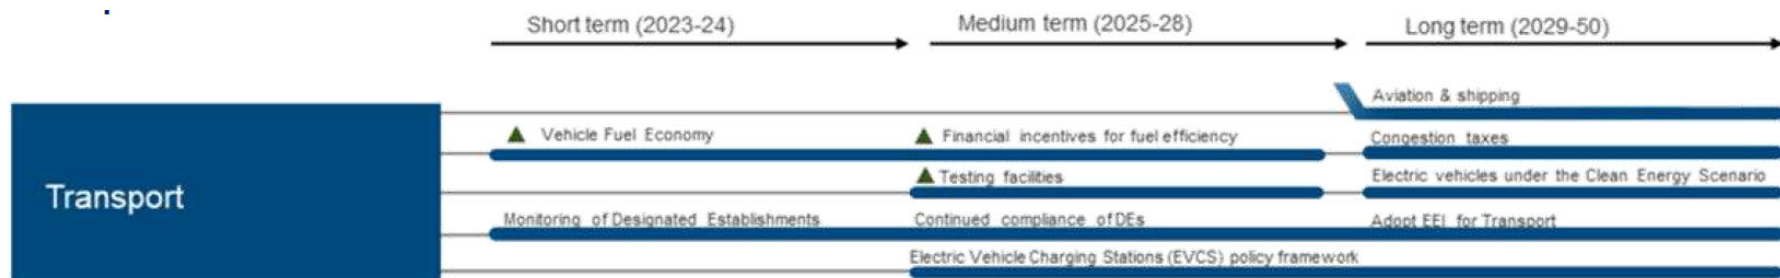 Short term (2023-24)
Medium term (2025-28)
Long term (2029-50)
Transport
Aviation & shipping
Vehicle Fuel Economy
Financial incentives for fuel efficiency
Congestion taxes
Testing facilities
Electric vehicles under the Clean Energy Scenario
Monitoring of Designated Establishments
Continued compliance of DEs
Adopt EEI for Transport
Electric Vehicle Charging Stations (EVCS) policy framework